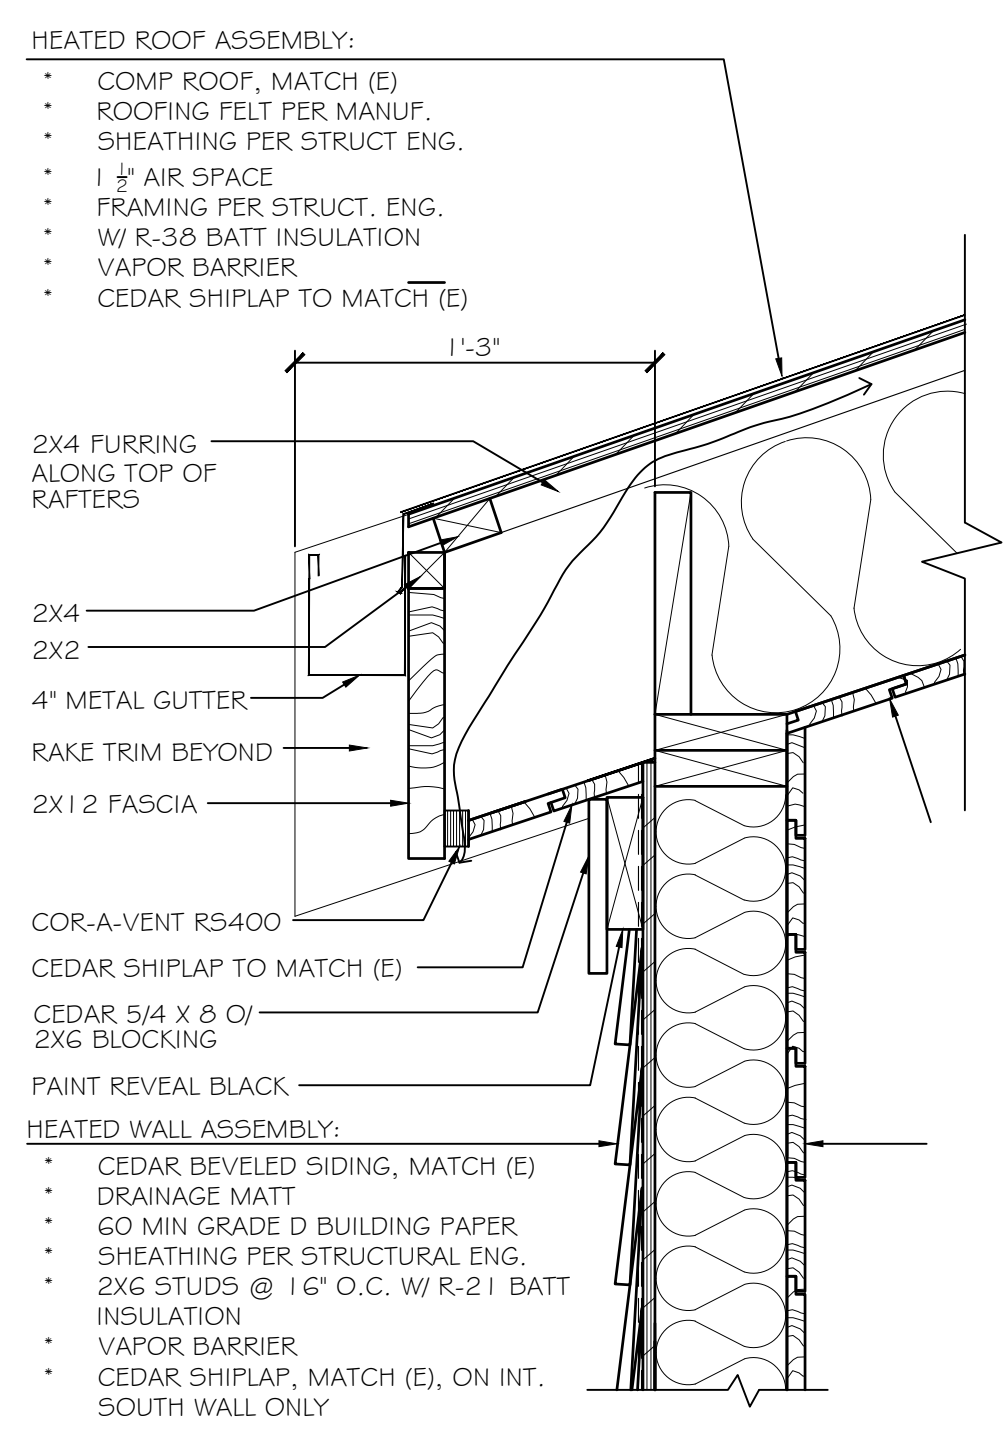 HEATED ROOF ASSEMBLY:
* COMP ROOF, MATCH (E)
* ROOFING FELT PER MANUF.
* SHEATHING PER STRUCT ENG.
* 1 1/2" AIR SPACE
* FRAMING PER STRUCT. ENG.
* W/ R-38 BATT INSULATION
* VAPOR BARRIER
* CEDAR SHIPLAP TO MATCH (E)
1'-3"
2X4 FURRING
ALONG TOP OF
RAFTERS
2X4
2X2
4" METAL GUTTER
RAKE TRIM BEYOND
2X12 FASCIA
COR-A-VENT RS400
CEDAR SHIPLAP TO MATCH (E)
CEDAR 5/4 X 8 O/
2X6 BLOCKING
PAINT REVEAL BLACK
HEATED WALL ASSEMBLY:
* CEDAR BEVELED SIDING, MATCH (E)
* DRAINAGE MATT
* 60 MIN GRADE D BUILDING PAPER
* SHEATHING PER STRUCTURAL ENG.
* 2X6 STUDS @ 16" O.C. W/ R-21 BATT
INSULATION
* VAPOR BARRIER
* CEDAR SHIPLAP, MATCH (E), ON INT.
SOUTH WALL ONLY